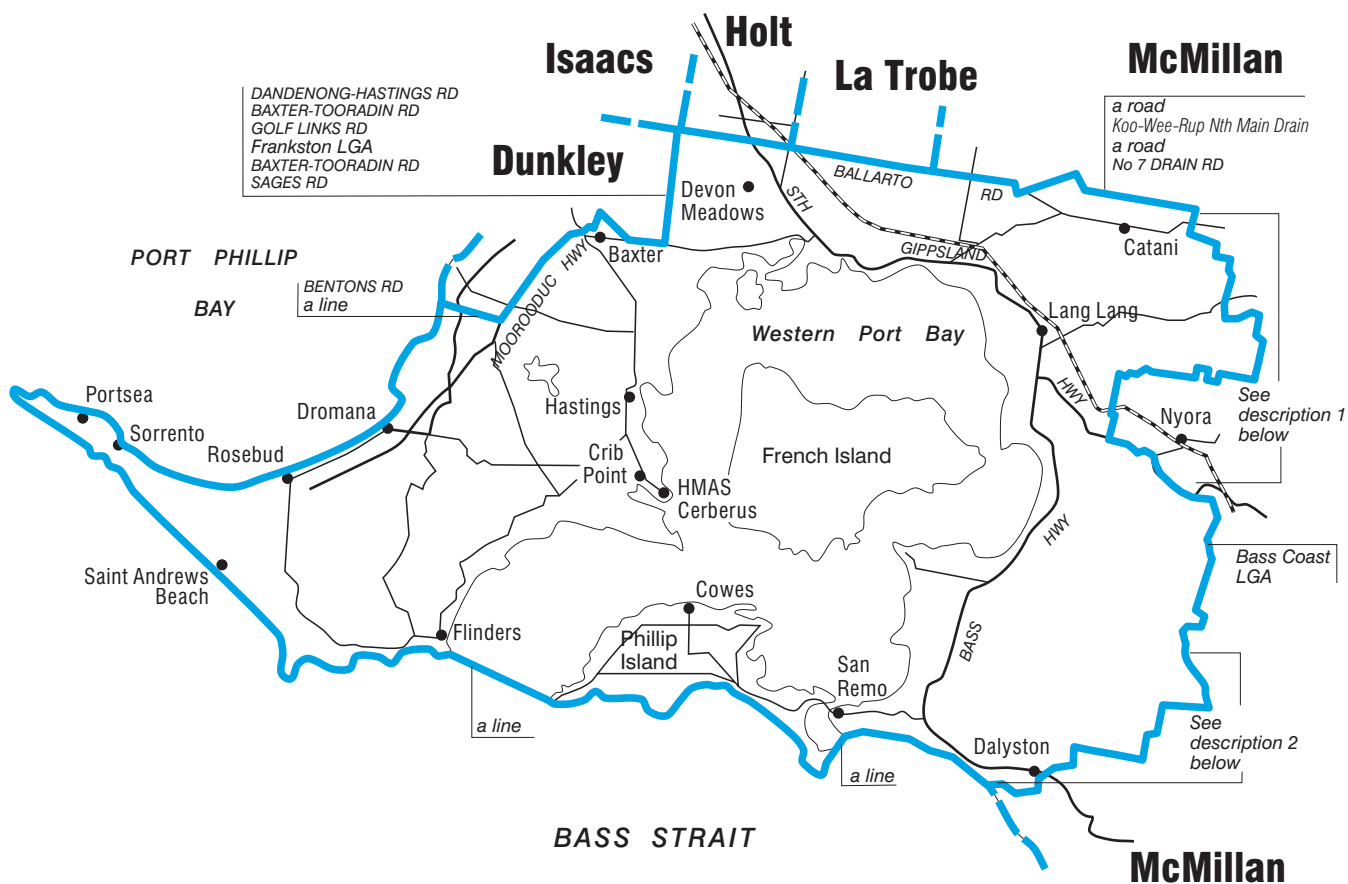 Holt
Isaacs
La Trobe
McMillan
DANDENONG-HASTINGS RD
BAXTER-TOORADIN RD
GOLF LINKS RD
Frankston LGA
BAXTER-TOORADIN RD
SAGES RD
a road
Koo-Wee-Rup Nth Main Drain
a road
No 7 DRAIN RD
Dunkley
Devon
Meadows
STH
BALLARTO
RD
GIPPSLAND
HWY
Catani
PORT PHILLIP
BAY
Baxter
BENTONS RD
a line
MOOROODUC HWY
Western Port Bay
Lang Lang
Portsea
Sorrento
Rosebud
Dromana
Hastings
Crib
Point
HMAS
Cerberus
French Island
Nyora
See
description 1
below
HWY
Bass Coast
LGA
Saint Andrews
Beach
Flinders
Cowes
Phillip
Island
San
Remo
BASS
a line
a line
Dalyston
See
description 2
below
BASS STRAIT
McMillan